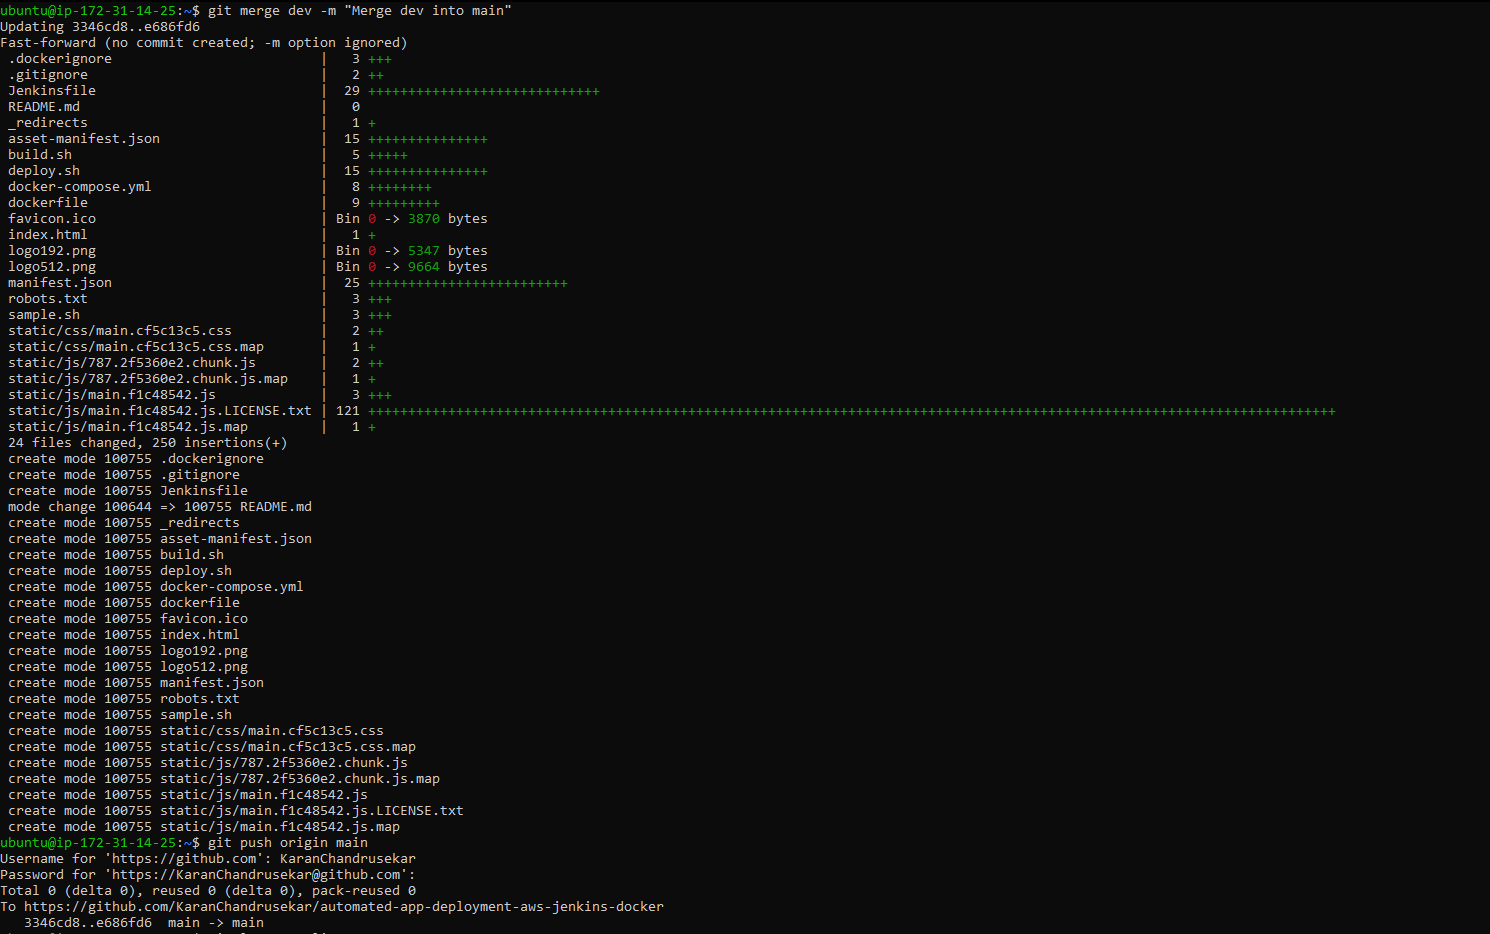 ubuntu@ip-172-31-14-25:~$ git merge dev -m "Merge dev into main"
Updating 3346cd8..e686fd6
Fast-forward (no commit created; -m option ignored)
 .dockerignore                         |   3 +++
 .gitignore                            |   2 ++
 Jenkinsfile                           |  29 +++++++++++++++++++++++++++++
 README.md                             |   0
 _redirects                            |   1 +
 asset-manifest.json                   |  15 +++++++++++++++
 build.sh                              |   5 +++++
 deploy.sh                             |  15 +++++++++++++++
 docker-compose.yml                    |   8 ++++++++
 dockerfile                            |   9 +++++++++
 favicon.ico                           | Bin 0 -> 3870 bytes
 index.html                            |   1 +
 logo192.png                           | Bin 0 -> 5347 bytes
 logo512.png                           | Bin 0 -> 9664 bytes
 manifest.json                         |  25 +++++++++++++++++++++++++
 robots.txt                            |   3 +++
 sample.sh                             |   3 +++
 static/css/main.cf5c13c5.css          |   2 ++
 static/css/main.cf5c13c5.css.map      |   1 +
 static/js/787.2f5360e2.chunk.js       |   2 ++
 static/js/787.2f5360e2.chunk.js.map   |   1 +
 static/js/main.f1c48542.js            |   3 +++
 static/js/main.f1c48542.js.LICENSE.txt | 121 +++++++++++++++++++++++++++++++++++++++++++++++++++++++++++++++++++++++++++++++++++++++++++++++++++++++++++++++++++++++++
 static/js/main.f1c48542.js.map        |   1 +
 24 files changed, 250 insertions(+)
 create mode 100755 .dockerignore
 create mode 100755 .gitignore
 create mode 100755 Jenkinsfile
 mode change 100644 => 100755 README.md
 create mode 100755 _redirects
 create mode 100755 asset-manifest.json
 create mode 100755 build.sh
 create mode 100755 deploy.sh
 create mode 100755 docker-compose.yml
 create mode 100755 dockerfile
 create mode 100755 favicon.ico
 create mode 100755 index.html
 create mode 100755 logo192.png
 create mode 100755 logo512.png
 create mode 100755 manifest.json
 create mode 100755 robots.txt
 create mode 100755 sample.sh
 create mode 100755 static/css/main.cf5c13c5.css
 create mode 100755 static/css/main.cf5c13c5.css.map
 create mode 100755 static/js/787.2f5360e2.chunk.js
 create mode 100755 static/js/787.2f5360e2.chunk.js.map
 create mode 100755 static/js/main.f1c48542.js
 create mode 100755 static/js/main.f1c48542.js.LICENSE.txt
 create mode 100755 static/js/main.f1c48542.js.map
ubuntu@ip-172-31-14-25:~$ git push origin main
Username for 'https://github.com': KaranChandrusekar
Password for 'https://KaranChandrusekar@github.com':
Total 0 (delta 0), reused 0 (delta 0), pack-reused 0
To https://github.com/KaranChandrusekar/automated-app-deployment-aws-jenkins-docker
   3346cd8..e686fd6  main -> main